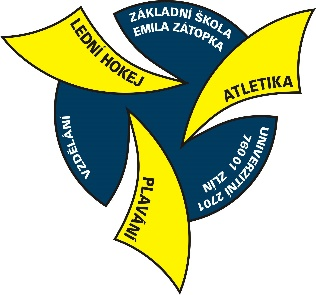 ZÁKLADNÍ ŠKOLA
EMILA ZÁTOPKA
LEDNÍ HOKEJ
ATLETIKA
VZDĚLÁNÍ
PLAVÁNÍ
UNIVERZITNÍ 2701
76001 ZLÍN